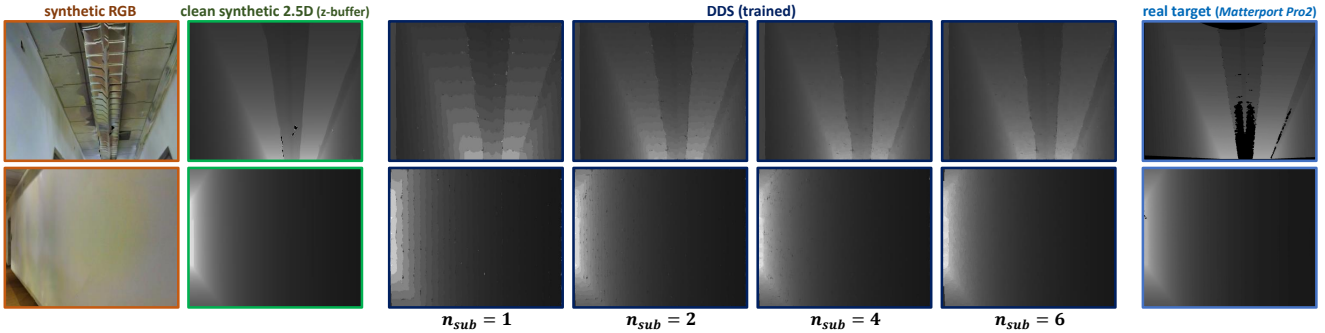 synthetic RGB
clean synthetic 2.5D (z-buffer)
DDS (trained)
real target (Matterport Pro2)
n_sub = 1
n_sub = 2
n_sub = 4
n_sub = 6